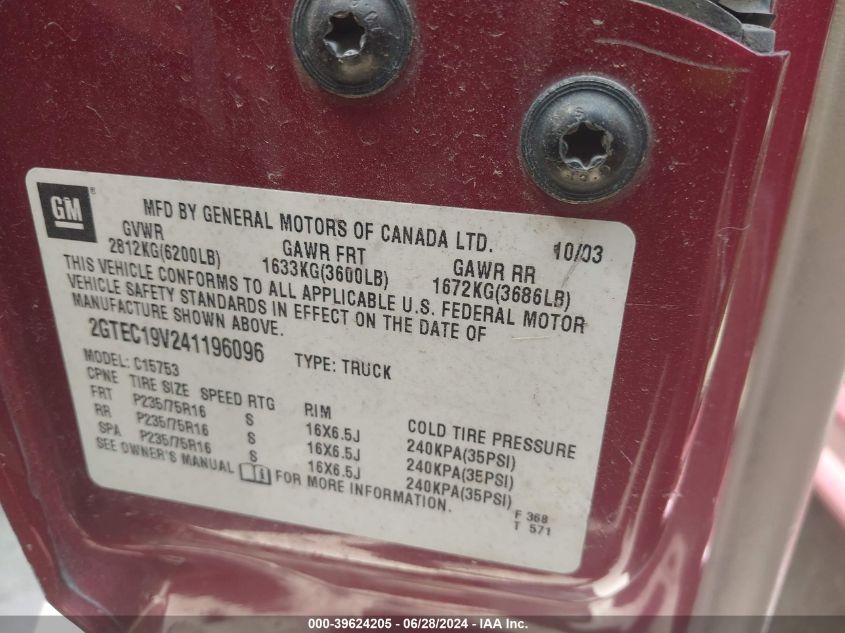 GM ®
MFD BY GENERAL MOTORS OF CANADA LTD. 10/03
GVWR GAWR FRT GAWR RR
2812KG(6200LB) 1633KG(3600LB) 1672KG(3686LB)
THIS VEHICLE CONFORMS TO ALL APPLICABLE U.S. FEDERAL MOTOR
VEHICLE SAFETY STANDARDS IN EFFECT ON THE DATE OF
MANUFACTURE SHOWN ABOVE.
2GTEC19V241196096 TYPE: TRUCK
MODEL: C15753
CPNE TIRE SIZE SPEED RTG RIM COLD TIRE PRESSURE
FRT P235/75R16 S 16X6.5J 240KPA(35PSI)
RR P235/75R16 S 16X6.5J 240KPA(35PSI)
SPA P235/75R16 S 16X6.5J 240KPA(35PSI)
SEE OWNER'S MANUAL FOR MORE INFORMATION.
F 368
T 571
000-39624205 - 06/28/2024 - IAA Inc.